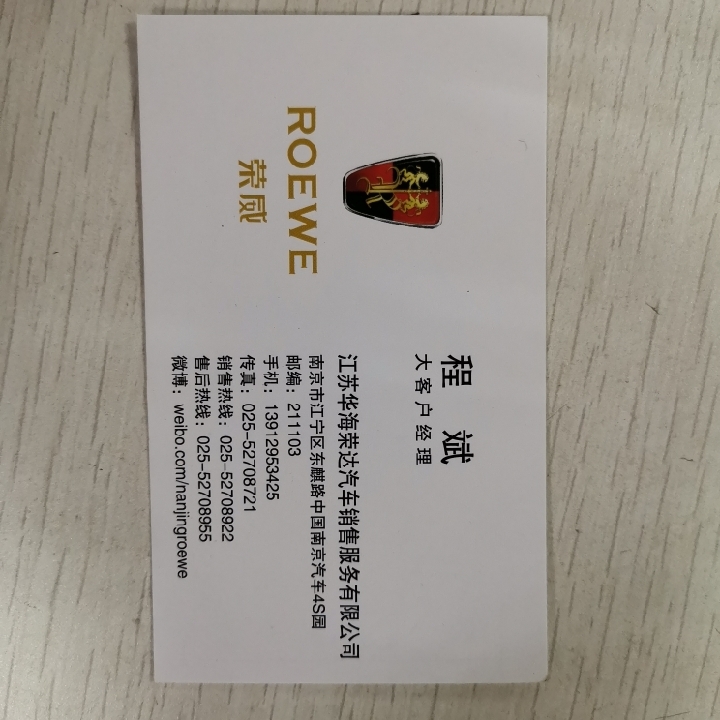 ROEWE
荣威
程 斌
大客户经理
江苏华海荣达汽车销售服务有限公司
南京市江宁区东麒路中国南京汽车4S园
邮编：211103
手机：13912953425
传真：025-52708721
销售热线：025-52708922
售后热线：025-52708955
微博：weibo.com/nanjingroewe